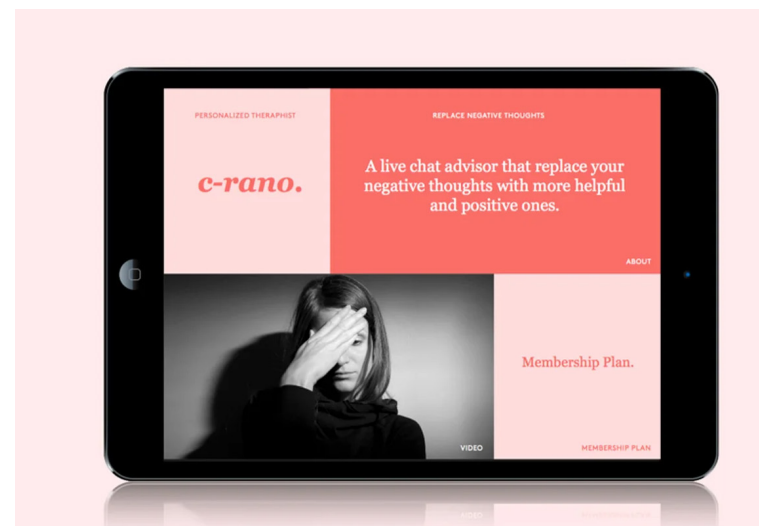 PERSONALIZED THERAPHIST
REPLACE NEGATIVE THOUGHTS
c-rano.
A live chat advisor that replace your
negative thoughts with more helpful
and positive ones.
ABOUT
Membership Plan.
VIDEO
MEMBERSHIP PLAN